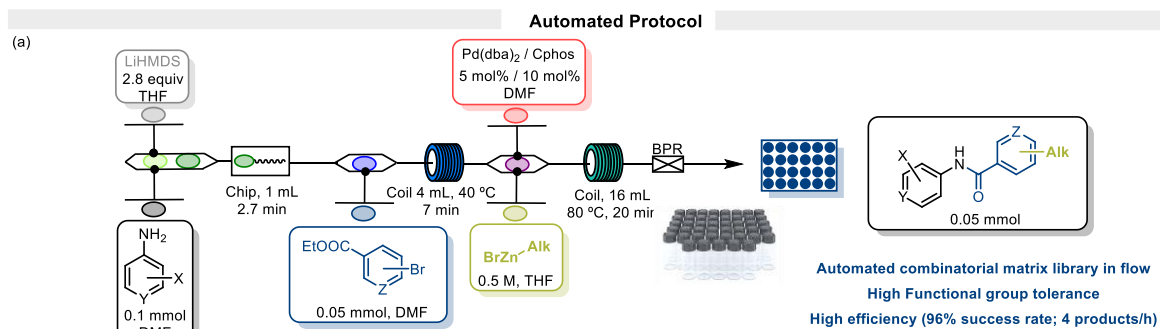 Automated Protocol
(a)
LiHMDS
2.8 equiv
THF
Pd(dba)2 / Cphos
5 mol% / 10 mol%
DMF
BPR
Chip, 1 mL
2.7 min
Coil 4 mL, 40 ºC
7 min
Coil, 16 mL
80 ºC, 20 min
NH2
X
Y
0.1 mmol
DMF
EtOOC
Br
Z
0.05 mmol, DMF
BrZn
Alk
0.5 M, THF
X
Y
H
N
O
Z
Alk
0.05 mmol
Automated combinatorial matrix library in flow
High Functional group tolerance
High efficiency (96% success rate; 4 products/h)